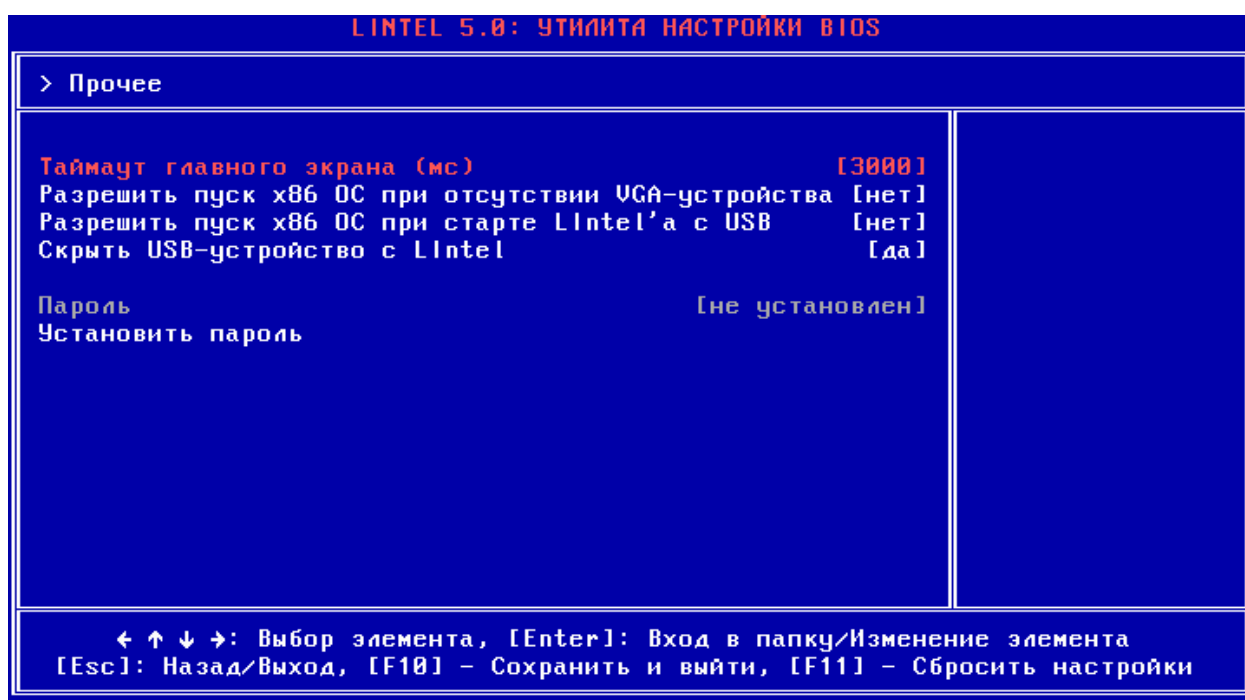 LINTEL 5.0: УТИЛИТА НАСТРОЙКИ BIOS
> Прочее
Таймаут главного экрана (мс) [3000]
Разрешить пуск x86 ОС при отсутствии VGA-устройства [нет]
Разрешить пуск x86 ОС при старте LIntel'а с USB [нет]
Скрыть USB-устройство с LIntel [да]
Пароль [не установлен]
Установить пароль
← ↑ ↓ →: Выбор элемента, [Enter]: Вход в папку/Изменение элемента
[Esc]: Назад/Выход, [F10] - Сохранить и выйти, [F11] - Сбросить настройки